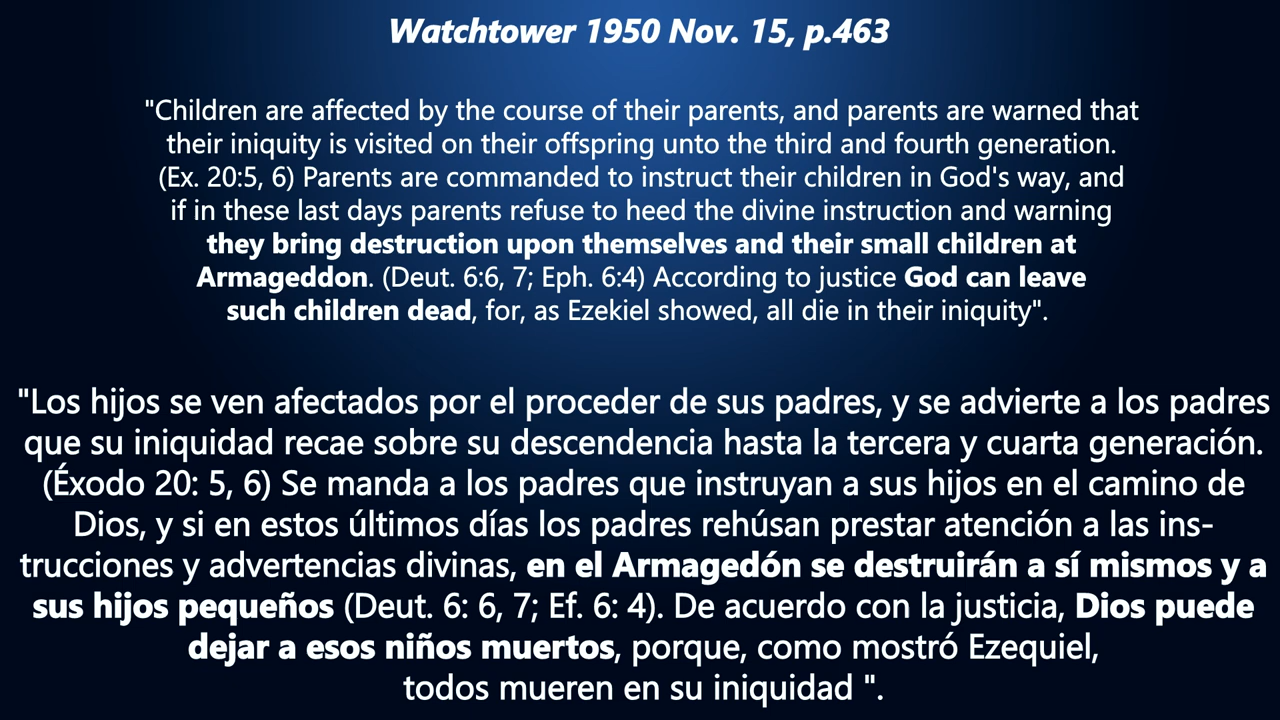 Watchtower 1950 Nov. 15, p.463
"Children are affected by the course of their parents, and parents are warned that
their iniquity is visited on their offspring unto the third and fourth generation.
(Ex. 20:5, 6) Parents are commanded to instruct their children in God's way, and
if in these last days parents refuse to heed the divine instruction and warning
they bring destruction upon themselves and their small children at
Armageddon. (Deut. 6:6, 7; Eph. 6:4) According to justice God can leave
such children dead, for, as Ezekiel showed, all die in their iniquity".
"Los hijos se ven afectados por el proceder de sus padres, y se advierte a los padres
que su iniquidad recae sobre su descendencia hasta la tercera y cuarta generación.
(Éxodo 20: 5, 6) Se manda a los padres que instruyan a sus hijos en el camino de
Dios, y si en estos últimos días los padres rehúsan prestar atención a las ins-
trucciones y advertencias divinas, en el Armagedón se destruirán a sí mismos y a
sus hijos pequeños (Deut. 6: 6, 7; Ef. 6: 4). De acuerdo con la justicia, Dios puede
dejar a esos niños muertos, porque, como mostró Ezequiel,
todos mueren en su iniquidad ".